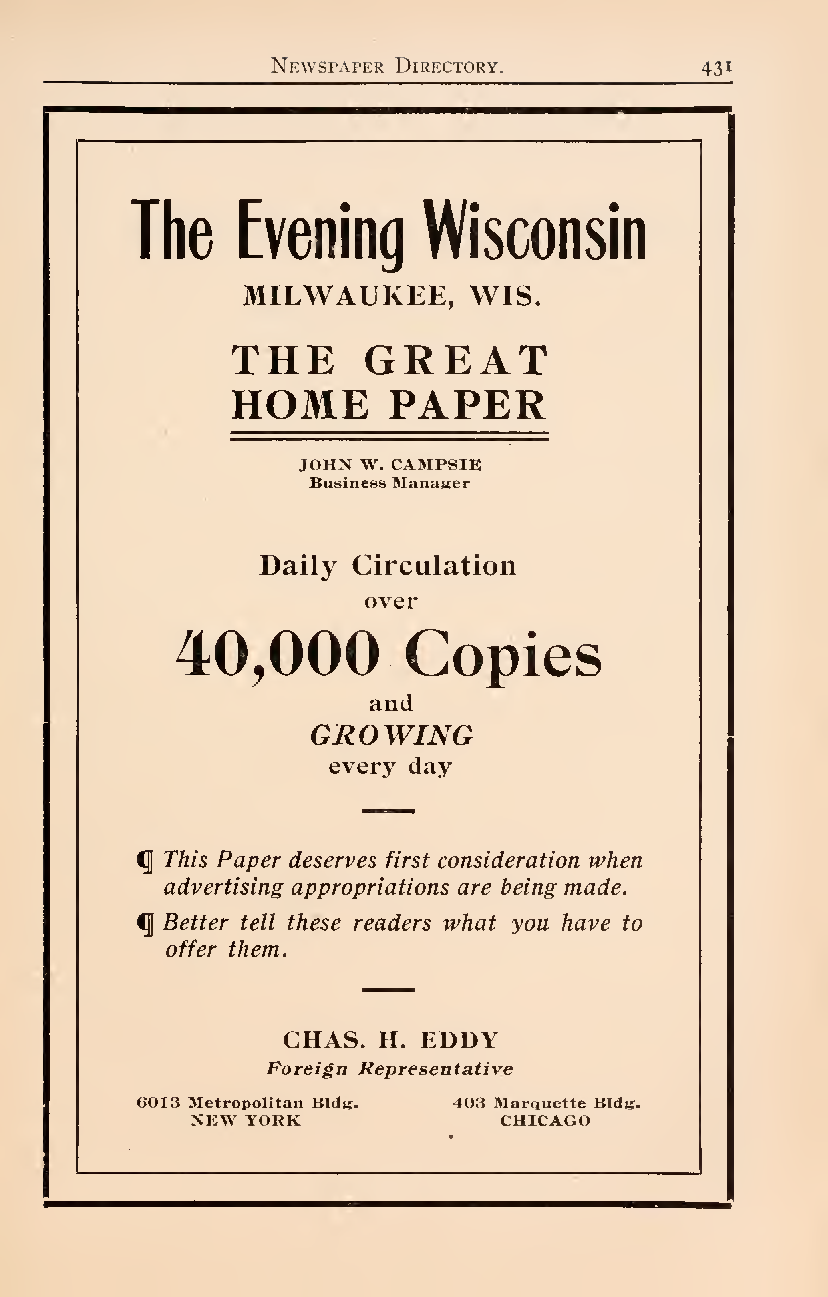 Newspaper Directory. 431
The Evening Wisconsin
MILWAUKEE, WIS.
THE GREAT
HOME PAPER
JOHN W. CAMPSIE
Business Manager
Daily Circulation
over
40,000 Copies
and
GROWING
every day
¶ This Paper deserves first consideration when
advertising appropriations are being made.
¶ Better tell these readers what you have to
offer them.
CHAS. H. EDDY
Foreign Representative
6013 Metropolitan Bldg. 403 Marquette Bldg.
NEW YORK CHICAGO